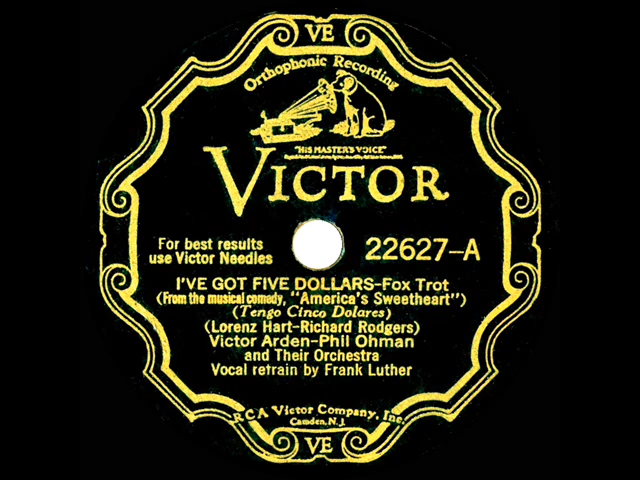 VE
Orthophonic Recording
"HIS MASTER'S VOICE"
VICTOR
For best results
use Victor Needles
22627-A
I'VE GOT FIVE DOLLARS-Fox Trot
(From the musical comedy, "America's Sweetheart")
(Tengo Cinco Dolares)
(Lorenz Hart-Richard Rodgers)
Victor Arden-Phil Ohman
and Their Orchestra
Vocal retrain by Frank Luther
RCA Victor Company, Inc.
Camden, N.J.
VE